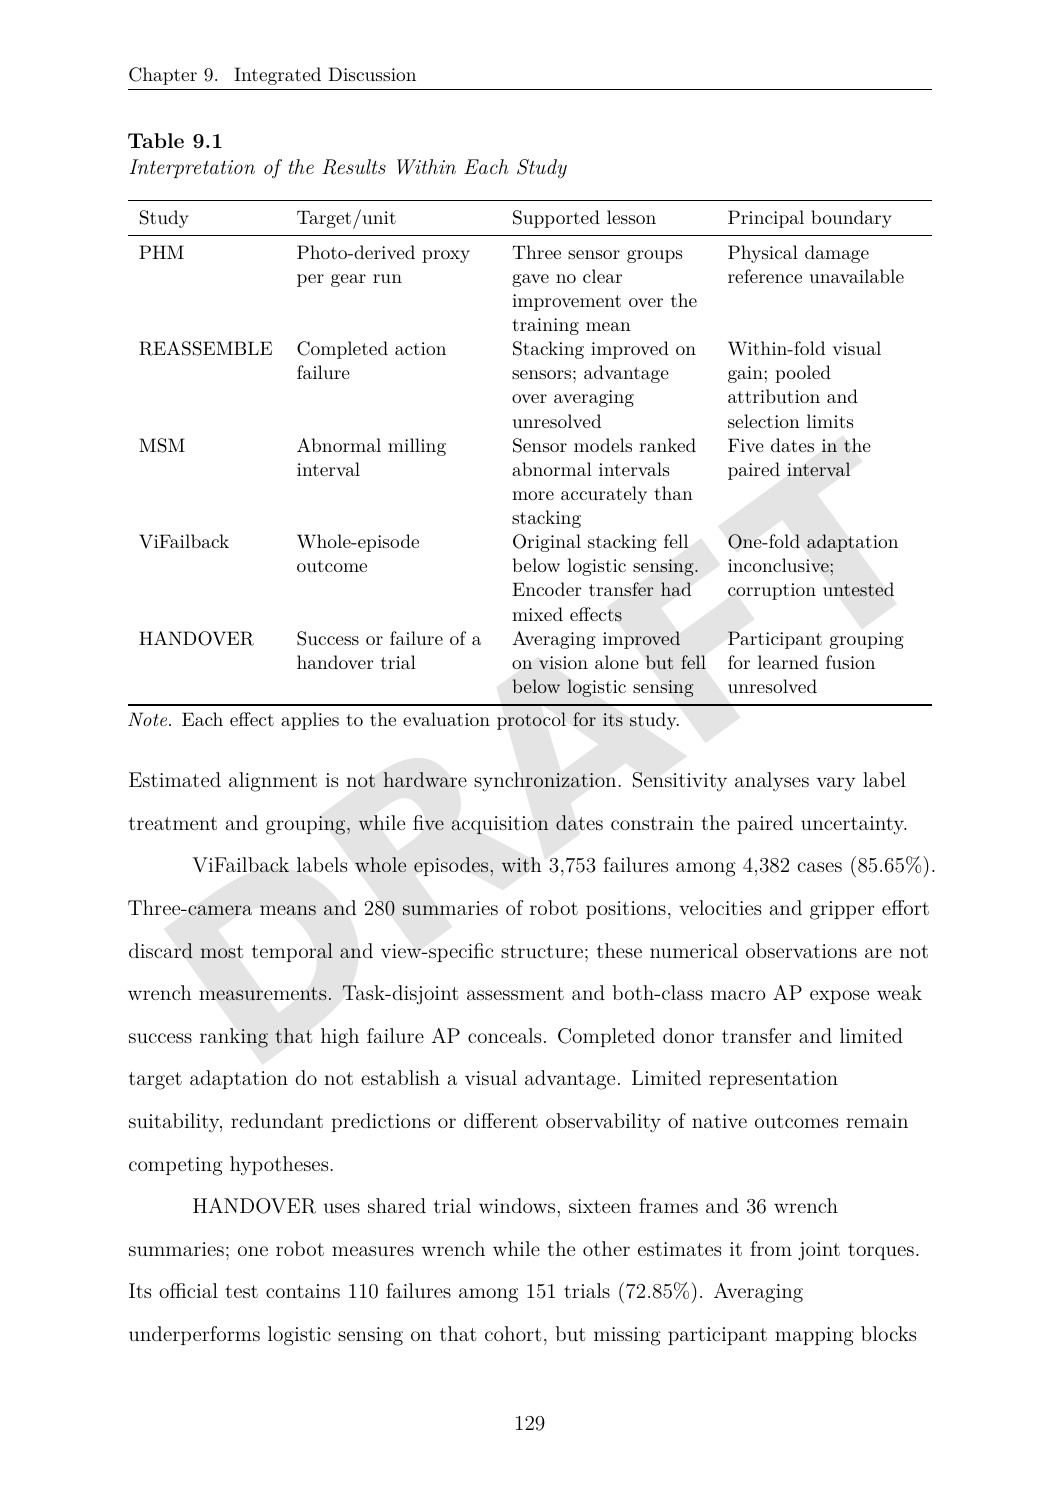 Chapter 9. Integrated Discussion
Table 9.1
Interpretation of the Results Within Each Study
Study Target/unit Supported lesson Principal boundary
PHM Photo-derived proxy Three sensor groups Physical damage
per gear run gave no clear reference unavailable
improvement over the
training mean
REASSEMBLE Completed action Stacking improved on Within-fold visual
failure sensors; advantage gain; pooled
over averaging attribution and
unresolved selection limits
MSM Abnormal milling Sensor models ranked Five dates in the
interval abnormal intervals paired interval
more accurately than
stacking
ViFailback Whole-episode Original stacking fell One-fold adaptation
outcome below logistic sensing. inconclusive;
Encoder transfer had corruption untested
mixed effects
HANDOVER Success or failure of a Averaging improved Participant grouping
handover trial on vision alone but fell for learned fusion
below logistic sensing unresolved
Note. Each effect applies to the evaluation protocol for its study.
Estimated alignment is not hardware synchronization. Sensitivity analyses vary label
treatment and grouping, while five acquisition dates constrain the paired uncertainty.
ViFailback labels whole episodes, with 3,753 failures among 4,382 cases (85.65%).
Three-camera means and 280 summaries of robot positions, velocities and gripper effort
discard most temporal and view-specific structure; these numerical observations are not
wrench measurements. Task-disjoint assessment and both-class macro AP expose weak
success ranking that high failure AP conceals. Completed donor transfer and limited
target adaptation do not establish a visual advantage. Limited representation
suitability, redundant predictions or different observability of native outcomes remain
competing hypotheses.
HANDOVER uses shared trial windows, sixteen frames and 36 wrench
summaries; one robot measures wrench while the other estimates it from joint torques.
Its official test contains 110 failures among 151 trials (72.85%). Averaging
underperforms logistic sensing on that cohort, but missing participant mapping blocks
129
DRAFT